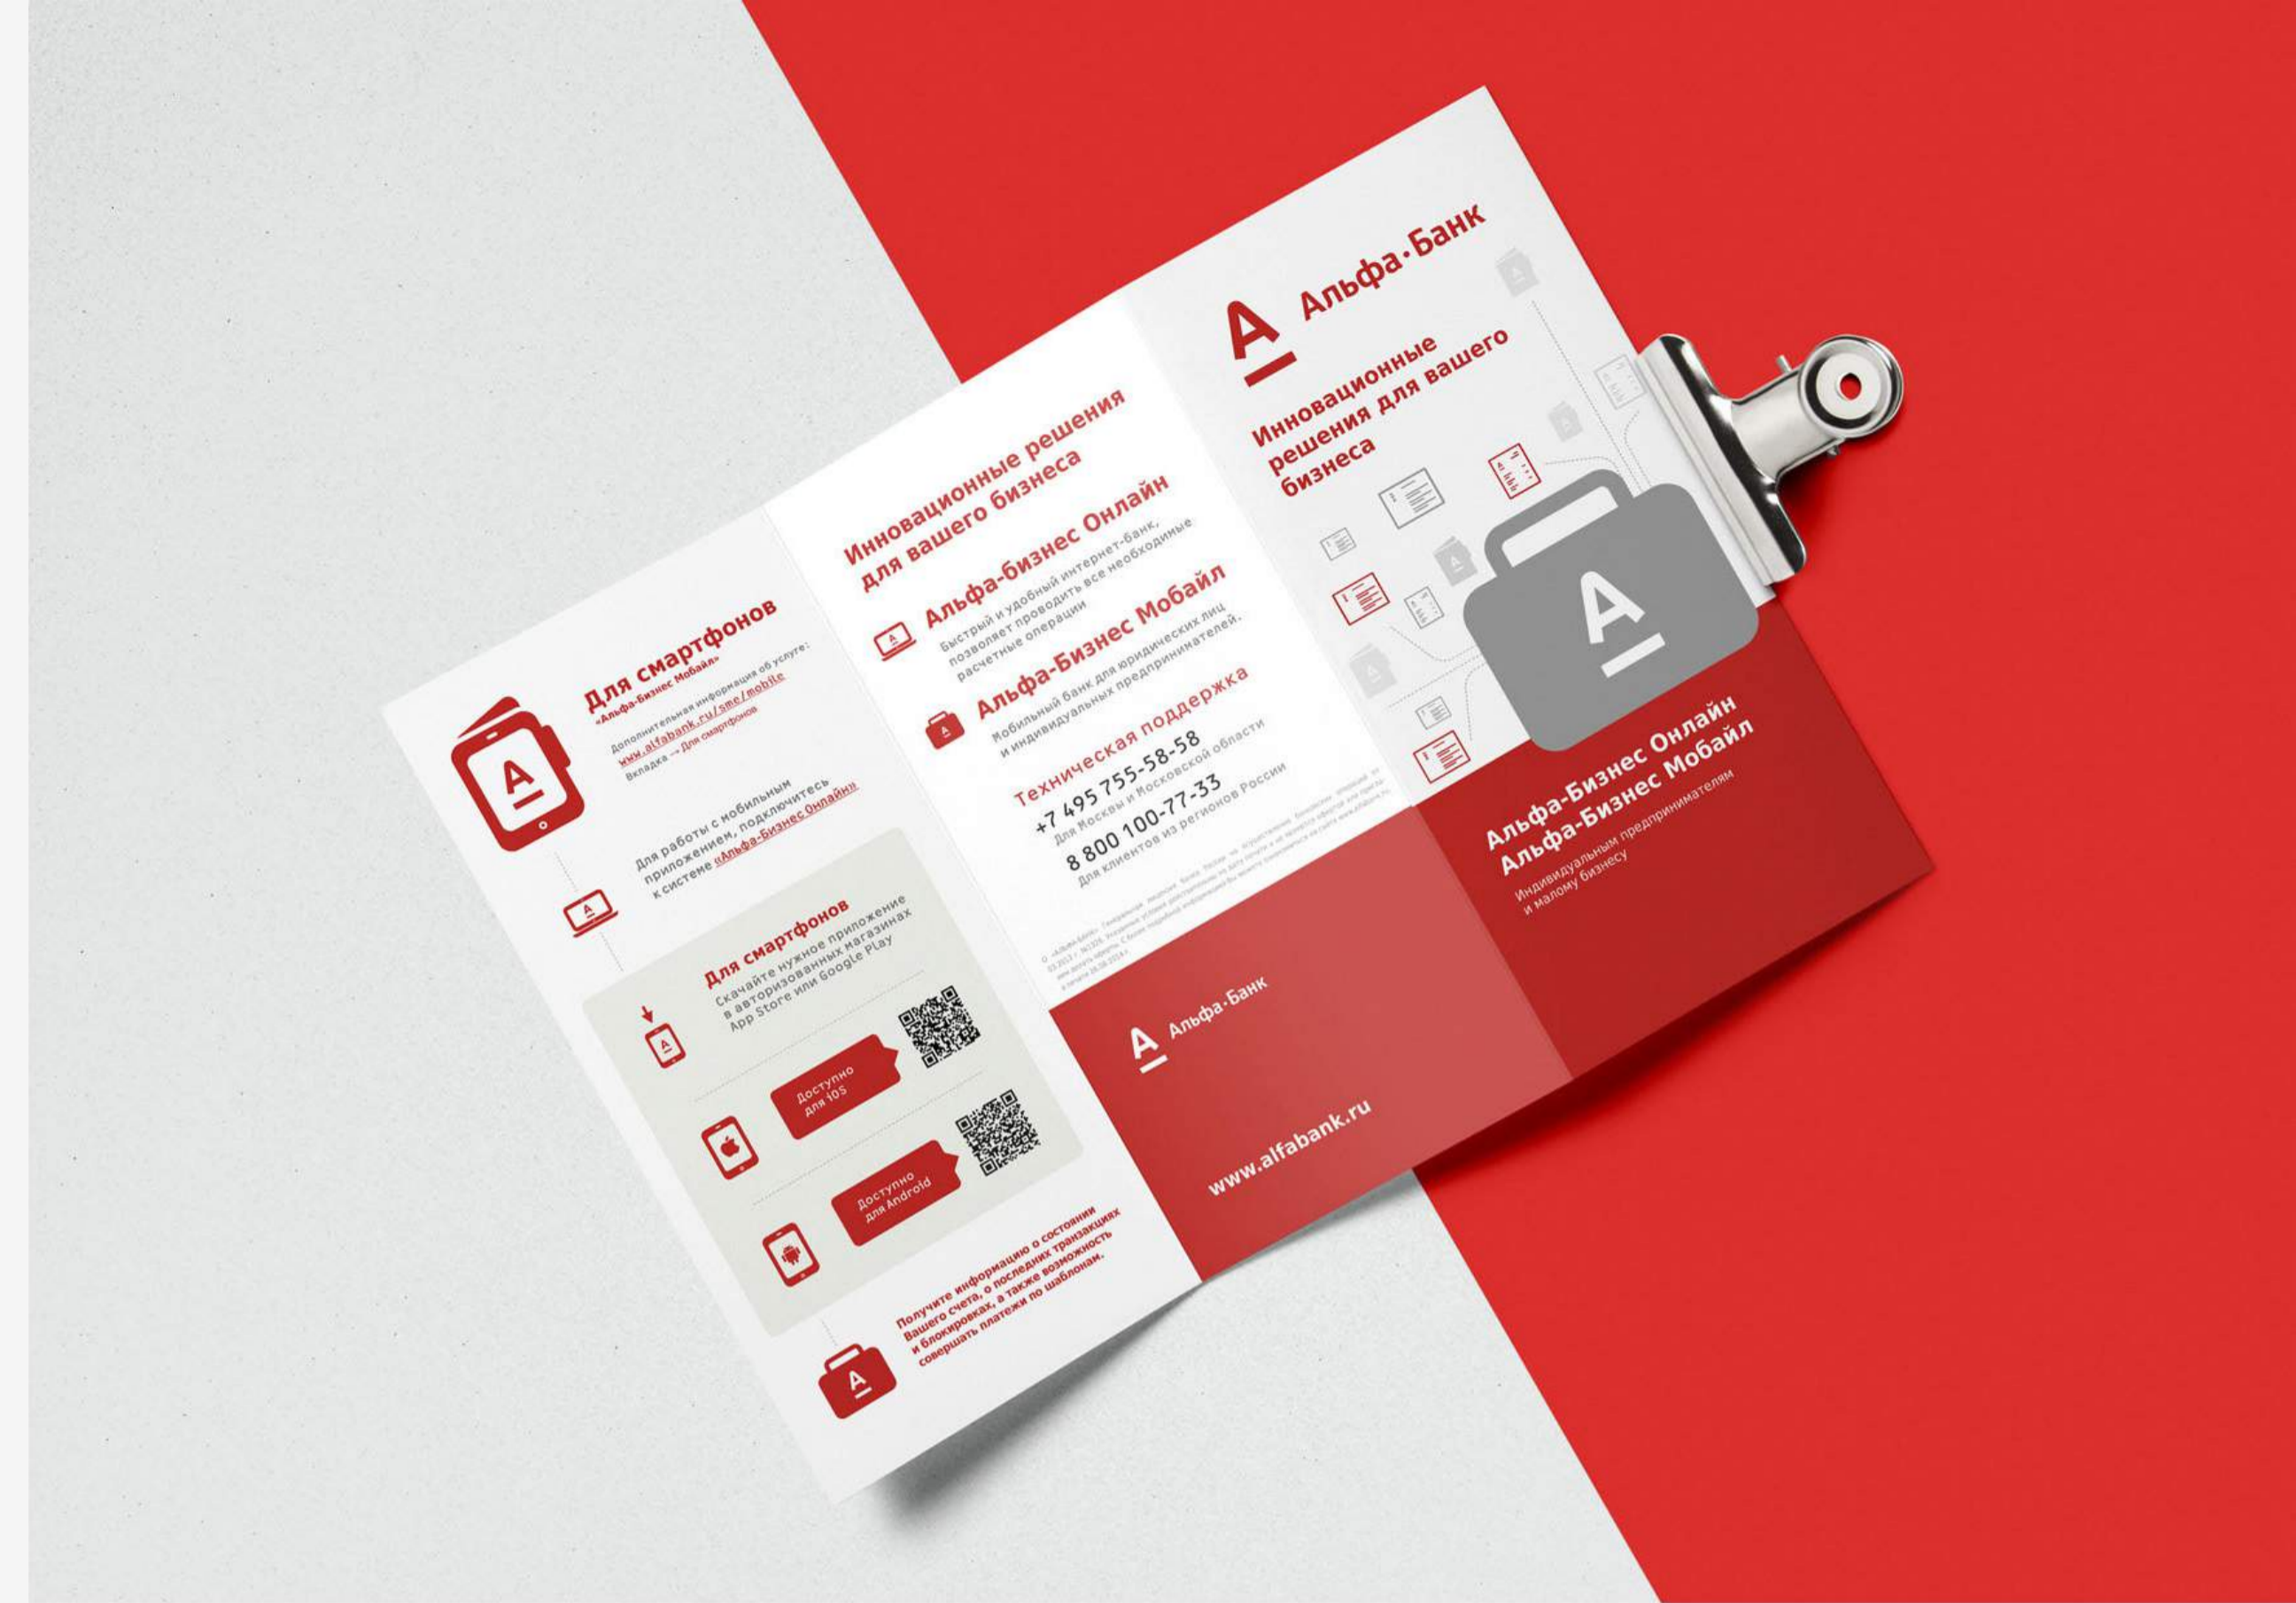 Для смартфонов
«Альфа-Бизнес Мобайл»
Дополнительная информация об услуге:
www.alfabank.ru/sme/mobile
Вкладка → Для смартфонов
Для работы с мобильным
приложением, подключитесь
к системе «Альфа-Бизнес Онлайн»
Для смартфонов
Скачайте нужное приложение
в авторизованных магазинах
App Store или Google Play
Доступно
для iOS
Доступно
для Android
Получите информацию о состоянии
Вашего счета, о последних транзакциях
и блокировках, а также возможность
совершать платежи по шаблонам.
Инновационные решения
для вашего бизнеса
Альфа-бизнес Онлайн
Быстрый и удобный интернет-банк,
позволяет проводить все необходимые
расчетные операции
Альфа-Бизнес Мобайл
Мобильный банк для юридических лиц
и индивидуальных предпринимателей.
Техническая поддержка
+7 495 755-58-58
Для Москвы и Московской области
8 800 100-77-33
Для клиентов из регионов России
А Альфа·Банк
www.alfabank.ru
А Альфа·Банк
Инновационные
решения для вашего
бизнеса
А
Альфа-Бизнес Онлайн
Альфа-Бизнес Мобайл
Индивидуальным предпринимателям
и малому бизнесу